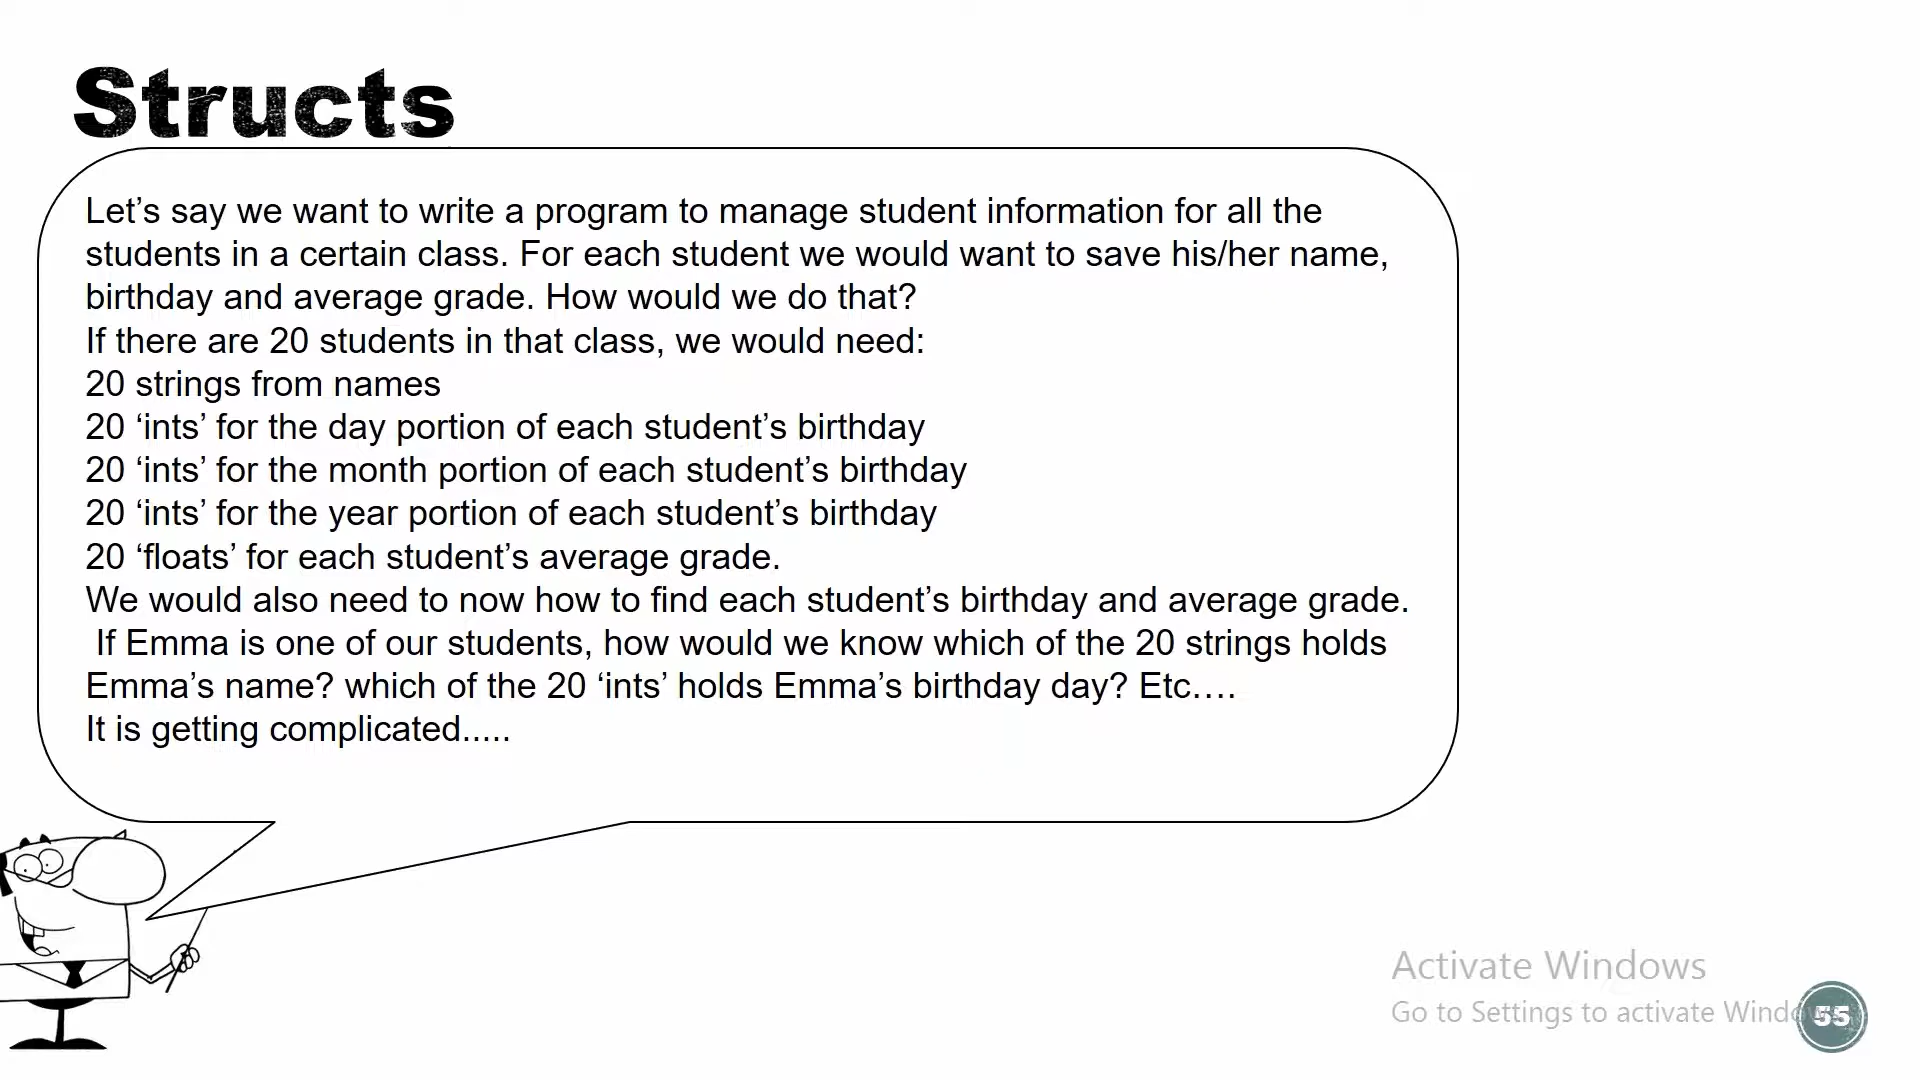 Structs
Let’s say we want to write a program to manage student information for all the
students in a certain class. For each student we would want to save his/her name,
birthday and average grade. How would we do that?
If there are 20 students in that class, we would need:
20 strings from names
20 ‘ints’ for the day portion of each student’s birthday
20 ‘ints’ for the month portion of each student’s birthday
20 ‘ints’ for the year portion of each student’s birthday
20 ‘floats’ for each student’s average grade.
We would also need to now how to find each student’s birthday and average grade.
If Emma is one of our students, how would we know which of the 20 strings holds
Emma’s name? which of the 20 ‘ints’ holds Emma’s birthday day? Etc….
It is getting complicated.....
Activate Windows
Go to Settings to activate Windows.
55